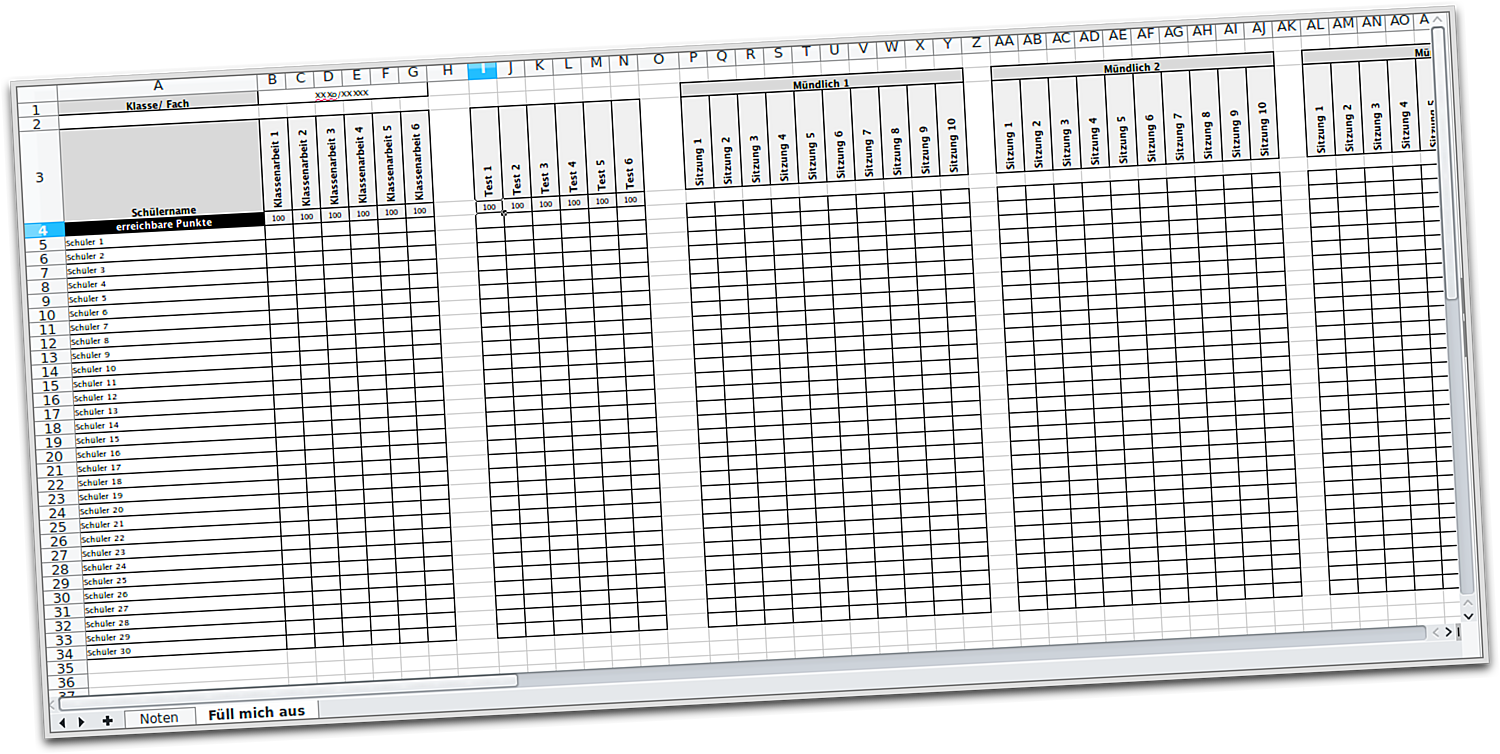 A B C D E F G H I J K L M N O P Q R S T U V W X Y Z AA AB AC AD AE AF AG AH AI AJ AK AL AM AN AO A
1 Klasse/ Fach XXXo/XXXXX Mündlich 1 Mündlich 2 Mü
2
3 Schülername Klassenarbeit 1 Klassenarbeit 2 Klassenarbeit 3 Klassenarbeit 4 Klassenarbeit 5 Klassenarbeit 6 Test 1 Test 2 Test 3 Test 4 Test 5 Test 6 Sitzung 1 Sitzung 2 Sitzung 3 Sitzung 4 Sitzung 5 Sitzung 6 Sitzung 7 Sitzung 8 Sitzung 9 Sitzung 10 Sitzung 1 Sitzung 2 Sitzung 3 Sitzung 4 Sitzung 5 Sitzung 6 Sitzung 7 Sitzung 8 Sitzung 9 Sitzung 10 Sitzung 1 Sitzung 2 Sitzung 3 Sitzung 4
4 erreichbare Punkte 100 100 100 100 100 100 100 100 100 100 100 100
5 Schüler 1
6 Schüler 2
7 Schüler 3
8 Schüler 4
9 Schüler 5
10 Schüler 6
11 Schüler 7
12 Schüler 8
13 Schüler 9
14 Schüler 10
15 Schüler 11
16 Schüler 12
17 Schüler 13
18 Schüler 14
19 Schüler 15
20 Schüler 16
21 Schüler 17
22 Schüler 18
23 Schüler 19
24 Schüler 20
25 Schüler 21
26 Schüler 22
27 Schüler 23
28 Schüler 24
29 Schüler 25
30 Schüler 26
31 Schüler 27
32 Schüler 28
33 Schüler 29
34 Schüler 30
35
36
37
Noten Füll mich aus